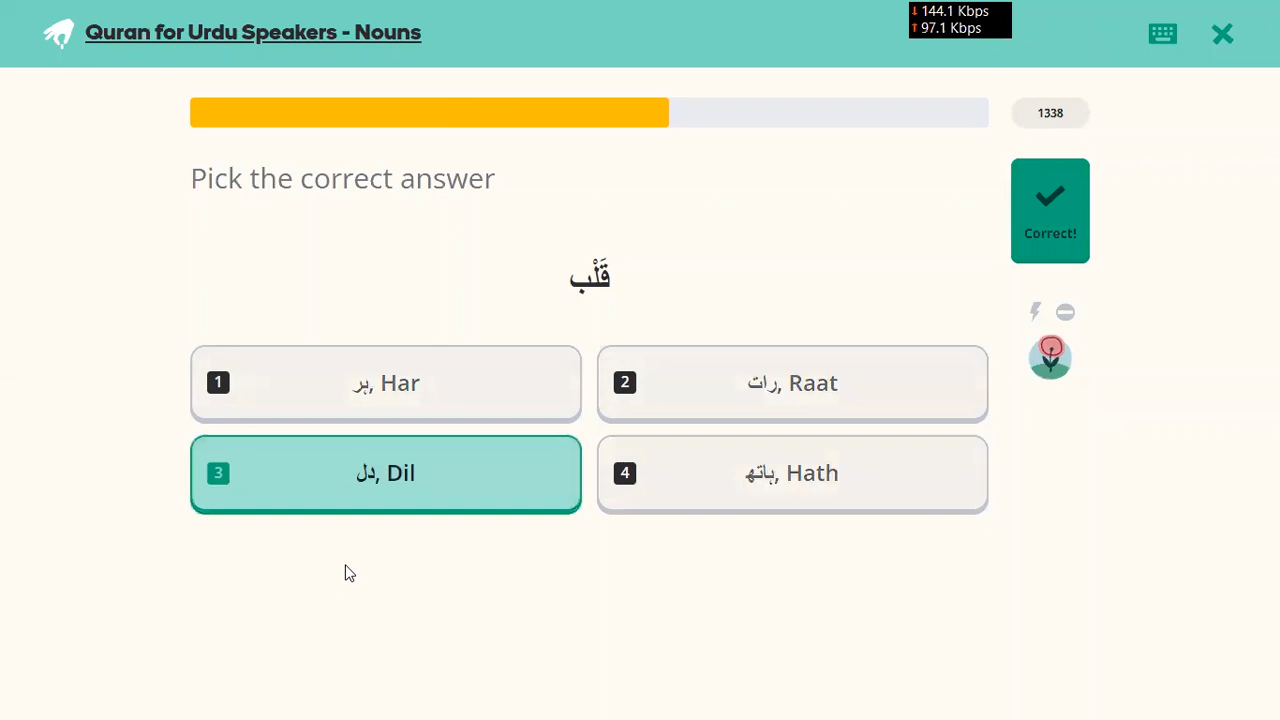 Quran for Urdu Speakers - Nouns
↓ 144.1 Kbps
↑ 97.1 Kbps
1338
Pick the correct answer
Correct!
قَلْب
1 ہر, Har
2 رات, Raat
3 دل, Dil
4 ہاتھ, Hath